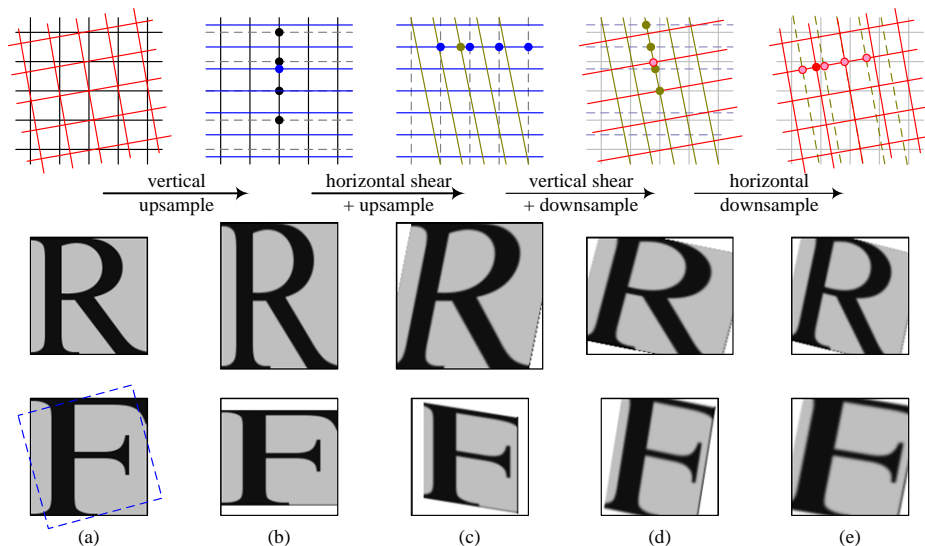 vertical
upsample
horizontal shear
+ upsample
vertical shear
+ downsample
horizontal
downsample
R R R R R
F F F F F
(a) (b) (c) (d) (e)